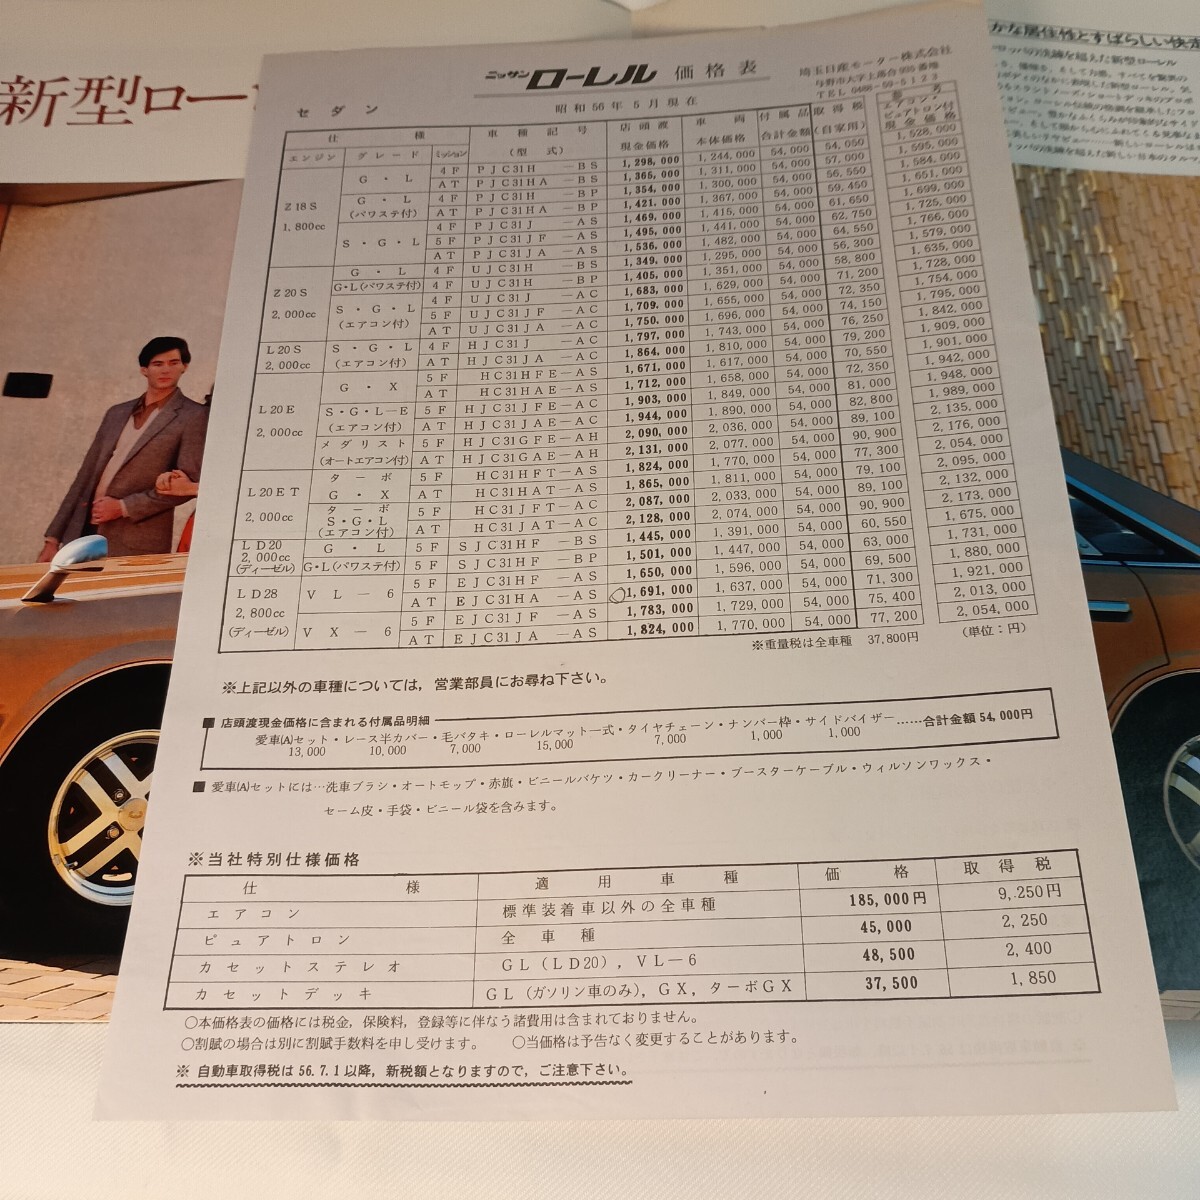 新型ロー
かな居住性とすばらしい快走
ニッサン ローレル 価格表
埼玉日産モーター株式会社
与野市大字上落合995番地
TEL 0488-59-5123
セダン
昭和56年5月現在
仕様 車種記号(型式) 店頭渡現金価格 車両本体価格 付属品合計金額 取得税(自家用) 参考 エアコン・ピュアトロン付現金価格
エンジン グレード ミッション
Z18S 1,800cc G・L 4F PJC31H —BS 1,298,000 1,244,000 54,000 54,050 1,528,000
AT PJC31HA —BS 1,365,000 1,311,000 54,000 57,000 1,595,000
G・L(パワステ付) 4F PJC31H —BP 1,354,000 1,300,000 54,000 56,550 1,584,000
AT PJC31HA —BP 1,421,000 1,367,000 54,000 59,450 1,651,000
S・G・L 4F PJC31J —AS 1,469,000 1,415,000 54,000 61,650 1,699,000
5F PJC31JF —AS 1,495,000 1,441,000 54,000 62,750 1,725,000
AT PJC31JA —AS 1,536,000 1,482,000 54,000 64,550 1,766,000
Z20S 2,000cc G・L 4F UJC31H —BS 1,349,000 1,295,000 54,000 56,300 1,579,000
G・L(パワステ付) 4F UJC31H —BP 1,405,000 1,351,000 54,000 58,800 1,635,000
S・G・L(エアコン付) 4F UJC31J —AC 1,683,000 1,629,000 54,000 71,200 1,728,000
5F UJC31JF —AC 1,709,000 1,655,000 54,000 72,350 1,754,000
AT UJC31JA —AC 1,750,000 1,696,000 54,000 74,150 1,795,000
L20S 2,000cc S・G・L(エアコン付) 4F HJC31J —AC 1,797,000 1,743,000 54,000 76,250 1,842,000
AT HJC31JA —AC 1,864,000 1,810,000 54,000 79,200 1,909,000
L20E 2,000cc G・X 5F HC31HFE—AS 1,671,000 1,617,000 54,000 70,550 1,901,000
AT HC31HAE—AS 1,712,000 1,658,000 54,000 72,350 1,942,000
S・G・L—E(エアコン付) 5F HJC31JFE—AC 1,903,000 1,849,000 54,000 81,000 1,948,000
AT HJC31JAE—AC 1,944,000 1,890,000 54,000 82,800 1,989,000
メダリスト(オートエアコン付) 5F HJC31GFE—AH 2,090,000 2,036,000 54,000 89,100 2,135,000
AT HJC31GAE—AH 2,131,000 2,077,000 54,000 90,900 2,176,000
L20ET 2,000cc ターボ G・X 5F HC31HFT—AS 1,824,000 1,770,000 54,000 77,300 2,054,000
AT HC31HAT—AS 1,865,000 1,811,000 54,000 79,100 2,095,000
ターボ S・G・L(エアコン付) 5F HJC31JFT—AC 2,087,000 2,033,000 54,000 89,100 2,132,000
AT HJC31JAT—AC 2,128,000 2,074,000 54,000 90,900 2,173,000
LD20 2,000cc(ディーゼル) G・L 5F SJC31HF —BS 1,445,000 1,391,000 54,000 60,550 1,675,000
G・L(パワステ付) 5F SJC31HF —BP 1,501,000 1,447,000 54,000 63,000 1,731,000
LD28 2,800cc(ディーゼル) VL—6 5F EJC31HF —AS 1,650,000 1,596,000 54,000 69,500 1,880,000
AT EJC31HA —AS 1,691,000 1,637,000 54,000 71,300 1,921,000
VX—6 5F EJC31JF —AS 1,783,000 1,729,000 54,000 75,400 2,013,000
AT EJC31JA —AS 1,824,000 1,770,000 54,000 77,200 2,054,000
※重量税は全車種 37,800円 (単位:円)
※上記以外の車種については,営業部員にお尋ね下さい。
■ 店頭渡現金価格に含まれる付属品明細
愛車(A)セット・レース半カバー・毛バタキ・ローレルマット一式・タイヤチェーン・ナンバー枠・サイドバイザー……合計金額54,000円
13,000 10,000 7,000 15,000 7,000 1,000 1,000
■ 愛車(A)セットには…洗車ブラシ・オートモップ・赤旗・ビニールバケツ・カークリーナー・ブースターケーブル・ウィルソンワックス・
セーム皮・手袋・ビニール袋を含みます。
※当社特別仕様価格
仕様 適用車種 価格 取得税
エアコン 標準装着車以外の全車種 185,000円 9,250円
ピュアトロン 全車種 45,000 2,250
カセットステレオ GL(LD20),VL—6 48,500 2,400
カセットデッキ GL(ガソリン車のみ),GX,ターボGX 37,500 1,850
○本価格表の価格には税金,保険料,登録等に伴なう諸費用は含まれておりません。
○割賦の場合は別に割賦手数料を申し受けます。 ○当価格は予告なく変更することがあります。
※ 自動車取得税は56.7.1以降,新税額となりますので,ご注意下さい。